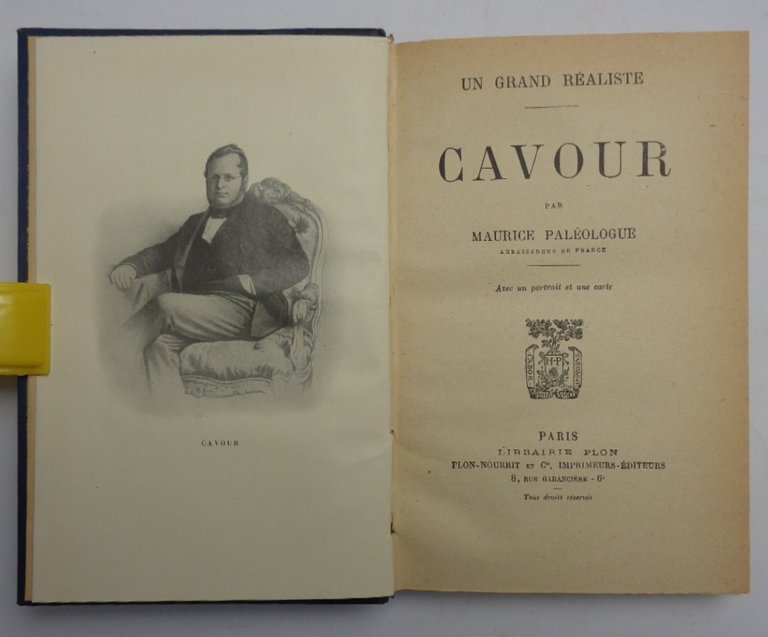 CAVOUR
UN GRAND RÉALISTE
CAVOUR
PAR
MAURICE PALÉOLOGUE
AMBASSADEUR DE FRANCE
Avec un portrait et une carte
H·P
PARIS
LIBRAIRIE PLON
PLON-NOURRIT ET Cie, IMPRIMEURS-ÉDITEURS
8, RUE GARANCIÈRE - 6e
Tous droits réservés